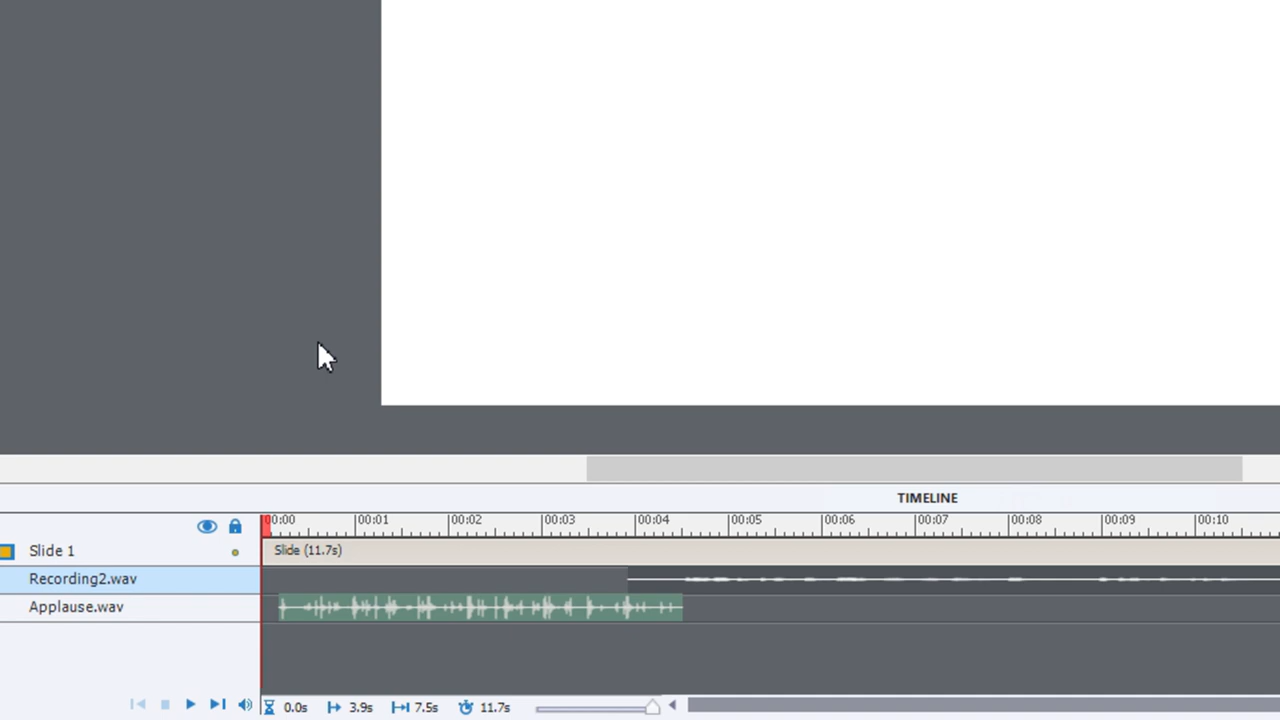 TIMELINE
00:00 00:01 00:02 00:03 00:04 00:05 00:06 00:07 00:08 00:09 00:10
Slide 1 Slide (11.7s)
Recording2.wav
Applause.wav
0.0s 3.9s 7.5s 11.7s